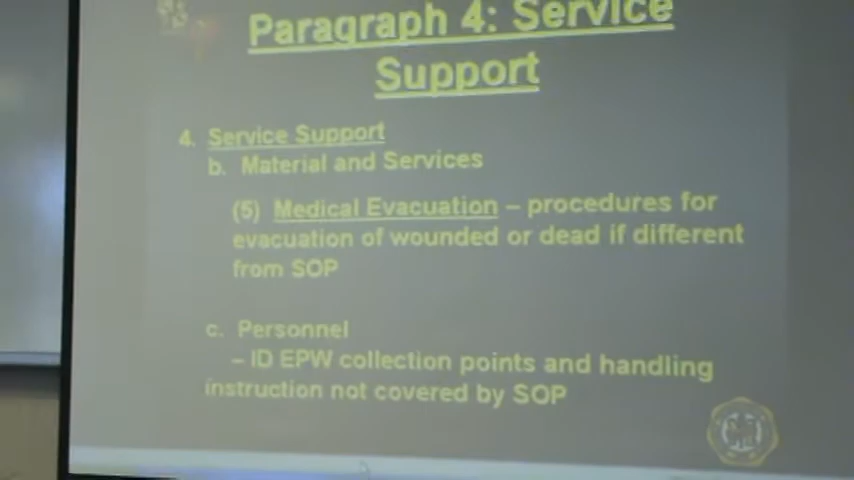 Paragraph 4: Service
Support
4. Service Support
b. Material and Services
(5) Medical Evacuation – procedures for
evacuation of wounded or dead if different
from SOP
c. Personnel
– ID EPW collection points and handling
instruction not covered by SOP